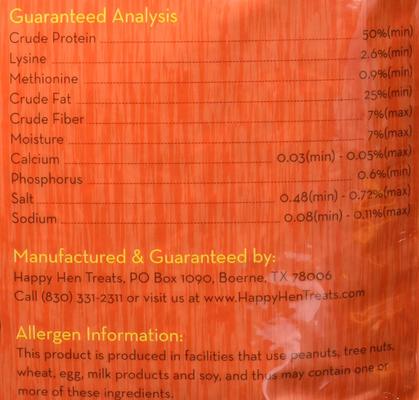 Guaranteed Analysis
Crude Protein 50%(min)
Lysine 2.6%(min)
Methionine 0.9%(min)
Crude Fat 25%(min)
Crude Fiber 7%(max)
Moisture 7%(max)
Calcium 0.03(min) - 0.05%(max)
Phosphorus 0.6%(min)
Salt 0.48(min) - 0.72%(max)
Sodium 0.08(min) - 0.11%(max)
Manufactured & Guaranteed by:
Happy Hen Treats, PO Box 1090, Boerne, TX 78006
Call (830) 331-2311 or visit us at www.HappyHenTreats.com
Allergen Information:
This product is produced in facilities that use peanuts, tree nuts,
wheat, egg, milk products and soy, and thus may contain one or
more of these ingredients.